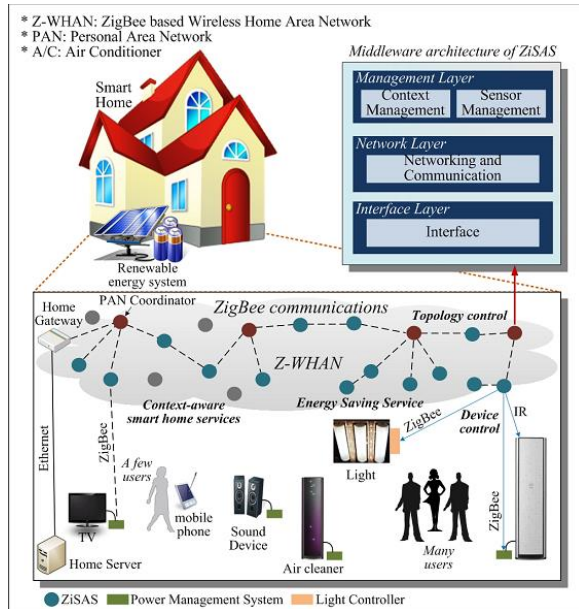 * Z-WHAN: ZigBee based Wireless Home Area Network
* PAN: Personal Area Network
* A/C: Air Conditioner
Smart
Home
Renewable
energy system
Middleware architecture of ZiSAS
Management Layer
Context
Management
Sensor
Management
Network Layer
Networking and
Communication
Interface Layer
Interface
Home
Gateway
PAN Coordinator
ZigBee communications
Topology control
Z-WHAN
Context-aware
smart home services
Energy Saving Service
Device
control
ZigBee
IR
Ethernet
ZigBee
A few
users
mobile
phone
Light
TV
Sound
Device
Air cleaner
Many
users
ZigBee
Home Server
ZiSAS
Power Management System
Light Controller